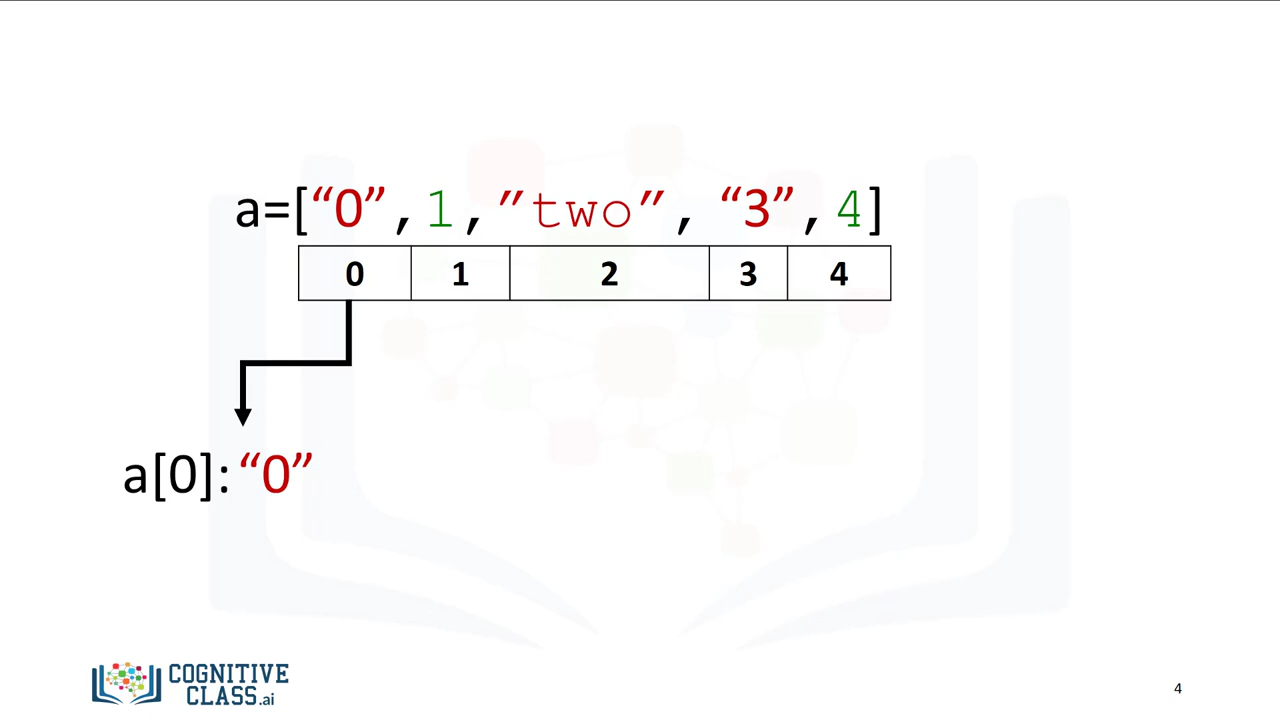 a=[“0”,1,”two”, “3”,4]
0 1 2 3 4
a[0]:“0”
COGNITIVE
CLASS.ai
4